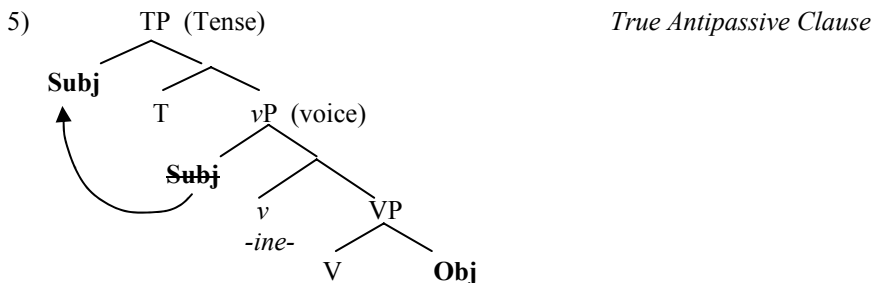 5) TP (Tense) True Antipassive Clause
Subj
T vP (voice)
Subj
v VP
-ine-
V Obj